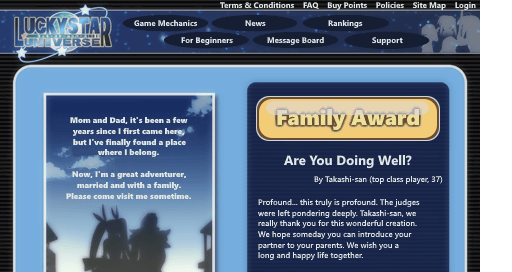 Terms & Conditions FAQ Buy Points Policies Site Map Login
LUCKYSTAR
UNIVERSE
Game Mechanics News Rankings
For Beginners Message Board Support
Mom and Dad, it's been a few
years since I first came here,
but I've finally found a place
where I belong.
Now, I'm a great adventurer,
married and with a family.
Please come visit me sometime.
Family Award
Are You Doing Well?
By Takashi-san (top class player, 37)
Profound... this truly is profound. The judges
were left pondering deeply. Takashi-san, we
really thank you for this wonderful creation.
We hope someday you can introduce your
partner to your parents. We wish you a
long and happy life together.